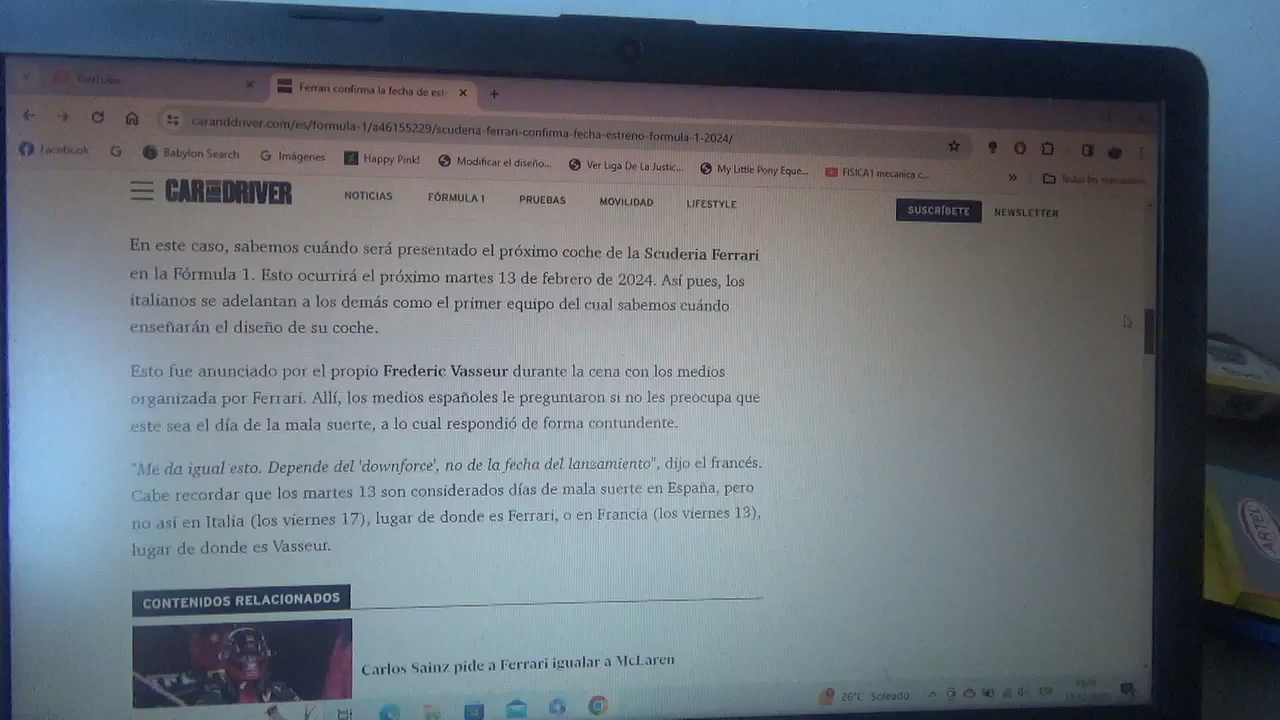 YouTube
Ferrari confirma la fecha de est
caranddriver.com/es/formula-1/a46155229/scuderia-ferrari-confirma-fecha-estreno-formula-1-2024/
Facebook
Babylon Search
Imágenes
Happy Pink!
Modificar el diseño...
Ver Liga De La Justic...
My Little Pony Eque...
FISICA1 mecanica c...
»
Todos los marcadores
CAR AND DRIVER
NOTICIAS
FÓRMULA 1
PRUEBAS
MOVILIDAD
LIFESTYLE
SUSCRÍBETE
NEWSLETTER
En este caso, sabemos cuándo será presentado el próximo coche de la Scuderia Ferrari
en la Fórmula 1. Esto ocurrirá el próximo martes 13 de febrero de 2024. Así pues, los
italianos se adelantan a los demás como el primer equipo del cual sabemos cuándo
enseñarán el diseño de su coche.
Esto fue anunciado por el propio Frederic Vasseur durante la cena con los medios
organizada por Ferrari. Allí, los medios españoles le preguntaron si no les preocupa que
este sea el día de la mala suerte, a lo cual respondió de forma contundente.
"Me da igual esto. Depende del 'downforce', no de la fecha del lanzamiento", dijo el francés.
Cabe recordar que los martes 13 son considerados días de mala suerte en España, pero
no así en Italia (los viernes 17), lugar de donde es Ferrari, o en Francia (los viernes 13),
lugar de donde es Vasseur.
CONTENIDOS RELACIONADOS
Carlos Sainz pide a Ferrari igualar a McLaren
26°C Soleado
ARTEL